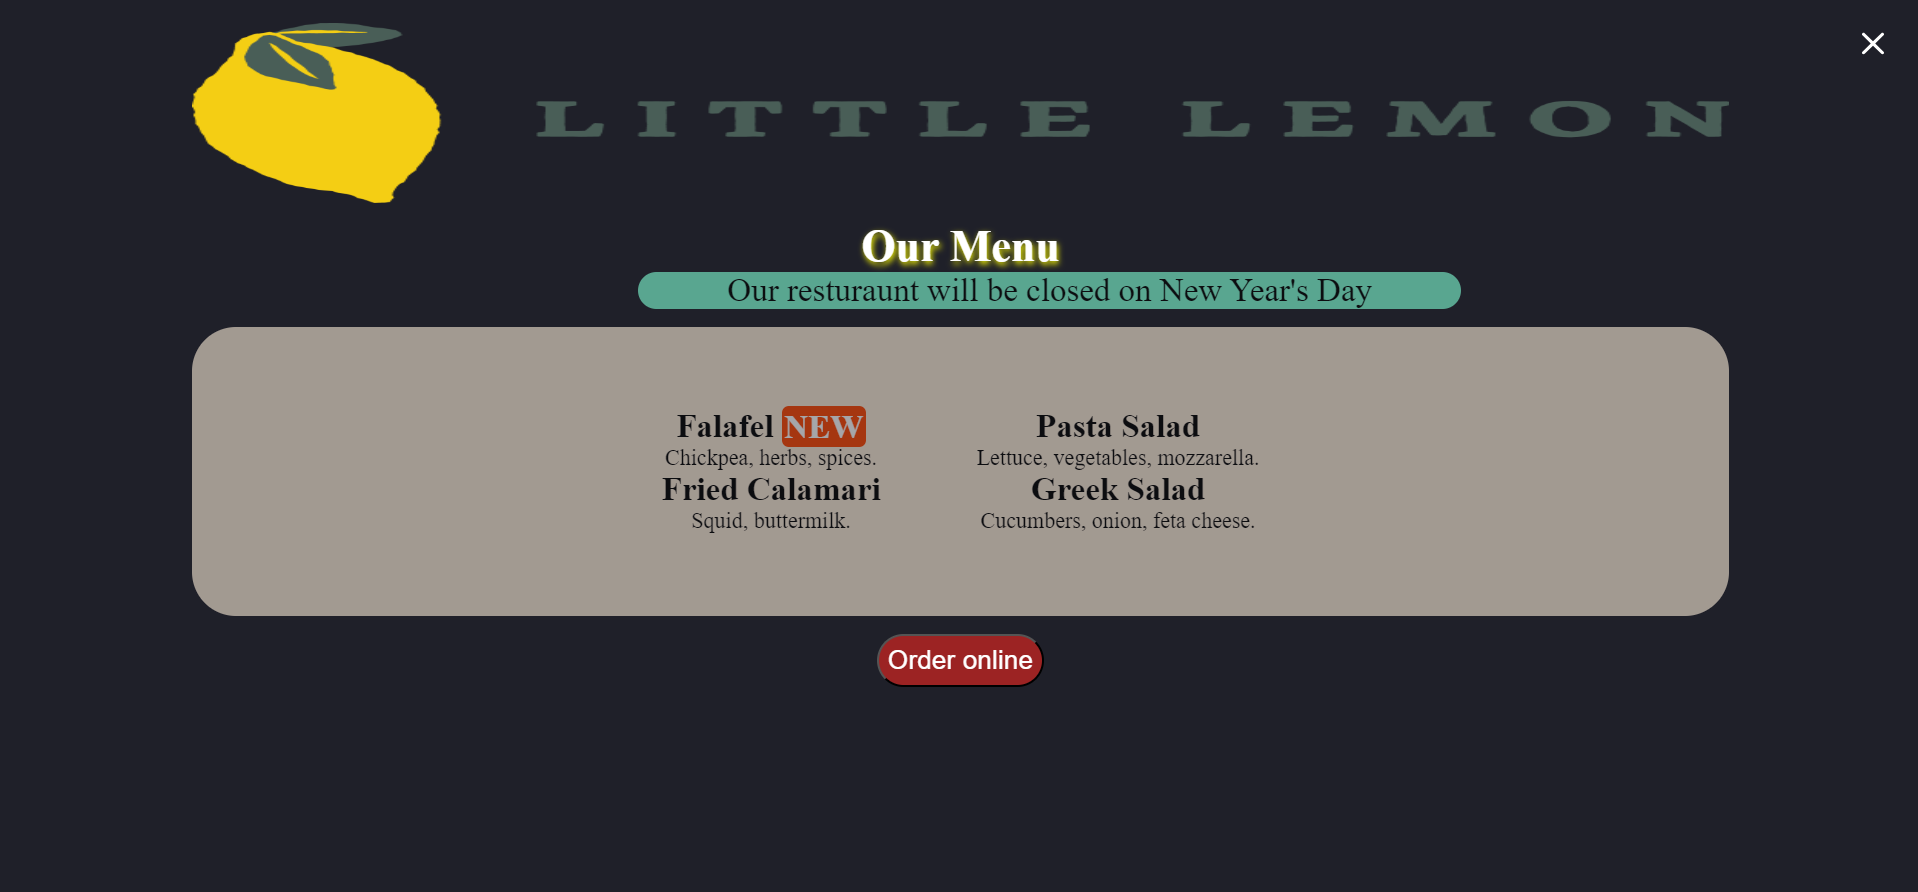 LITTLE LEMON
Our Menu
Our resturaunt will be closed on New Year's Day
Falafel NEW
Chickpea, herbs, spices.
Fried Calamari
Squid, buttermilk.
Pasta Salad
Lettuce, vegetables, mozzarella.
Greek Salad
Cucumbers, onion, feta cheese.
Order online